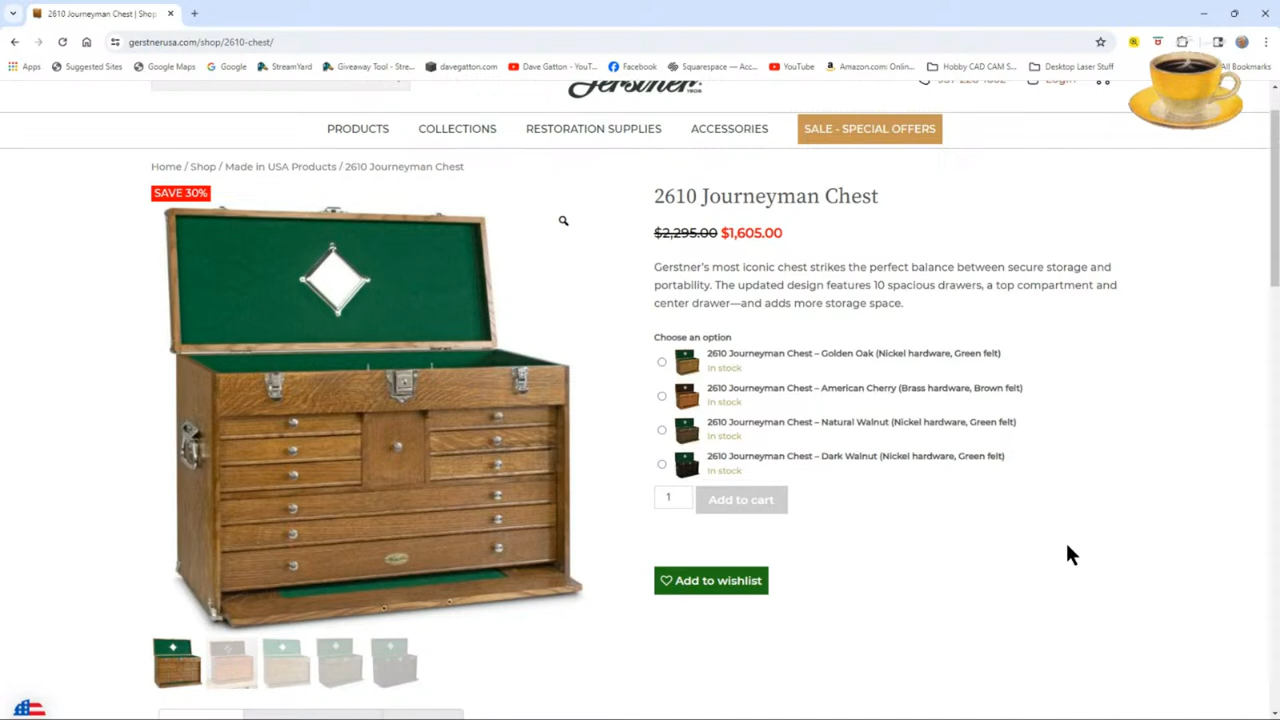 2610 Journeyman Chest | Shop
gerstnerusa.com/shop/2610-chest/
Apps Suggested Sites Google Maps Google StreamYard Giveaway Tool - Stre... davegatton.com Dave Gatton - YouT... Facebook Squarespace — Acc... YouTube Amazon.com: Onlin... Hobby CAD CAM S... Desktop Laser Stuff All Bookmarks
Gerstner
PRODUCTS COLLECTIONS RESTORATION SUPPLIES ACCESSORIES SALE - SPECIAL OFFERS
Home / Shop / Made in USA Products / 2610 Journeyman Chest
SAVE 30%
2610 Journeyman Chest
$2,295.00 $1,605.00
Gerstner's most iconic chest strikes the perfect balance between secure storage and
portability. The updated design features 10 spacious drawers, a top compartment and
center drawer—and adds more storage space.
Choose an option
2610 Journeyman Chest – Golden Oak (Nickel hardware, Green felt)
In stock
2610 Journeyman Chest – American Cherry (Brass hardware, Brown felt)
In stock
2610 Journeyman Chest – Natural Walnut (Nickel hardware, Green felt)
In stock
2610 Journeyman Chest – Dark Walnut (Nickel hardware, Green felt)
In stock
1 Add to cart
Add to wishlist